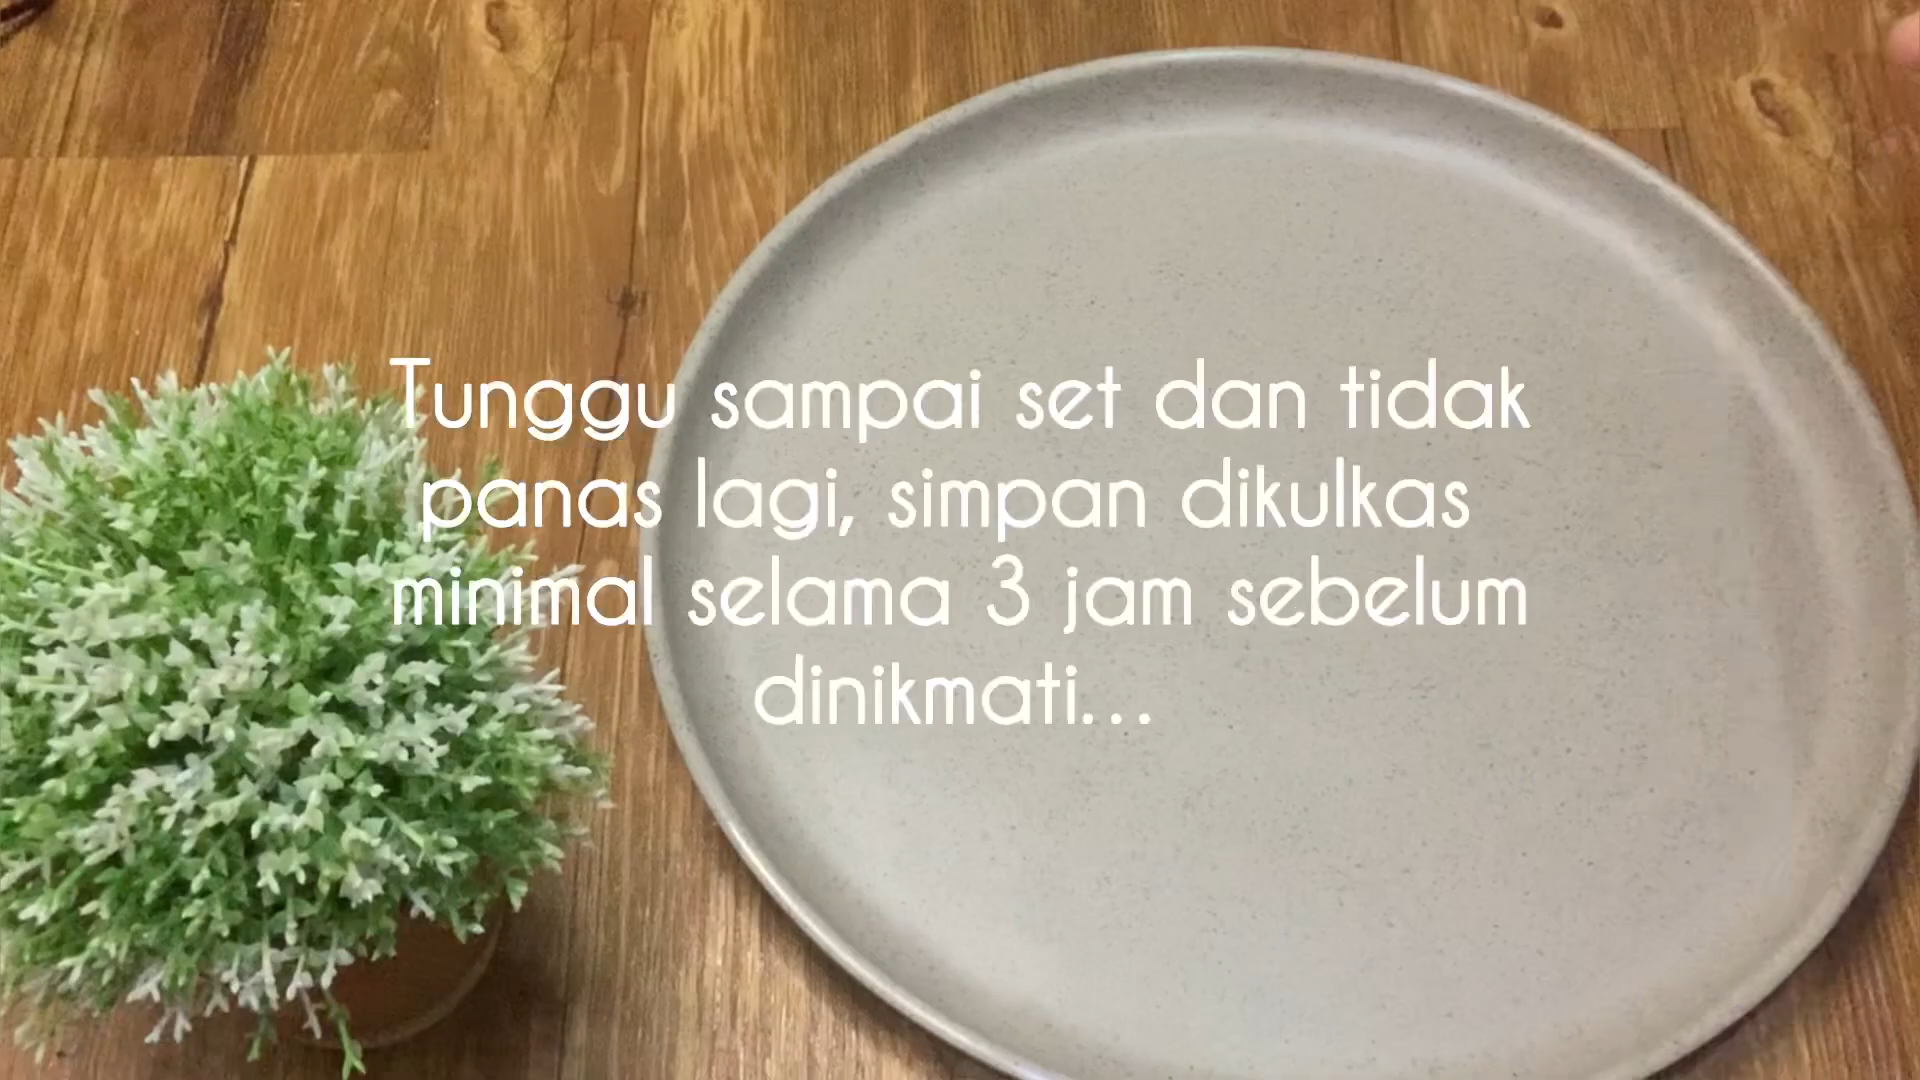 Tunggu sampai set dan tidak
panas lagi, simpan dikulkas
minimal selama 3 jam sebelum
dinikmati...